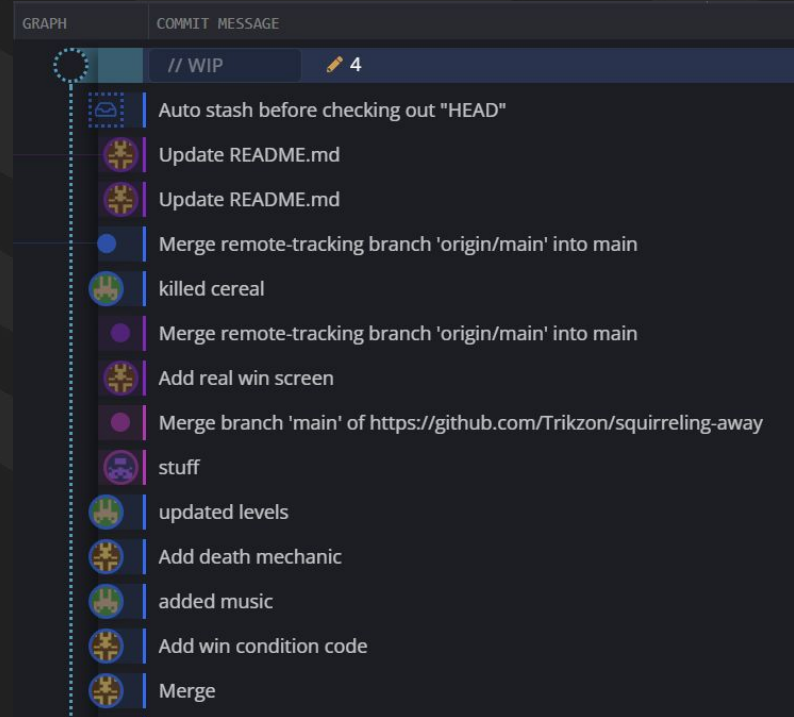 GRAPH COMMIT MESSAGE
// WIP 4
Auto stash before checking out "HEAD"
Update README.md
Update README.md
Merge remote-tracking branch 'origin/main' into main
killed cereal
Merge remote-tracking branch 'origin/main' into main
Add real win screen
Merge branch 'main' of https://github.com/Trikzon/squirreling-away
stuff
updated levels
Add death mechanic
added music
Add win condition code
Merge